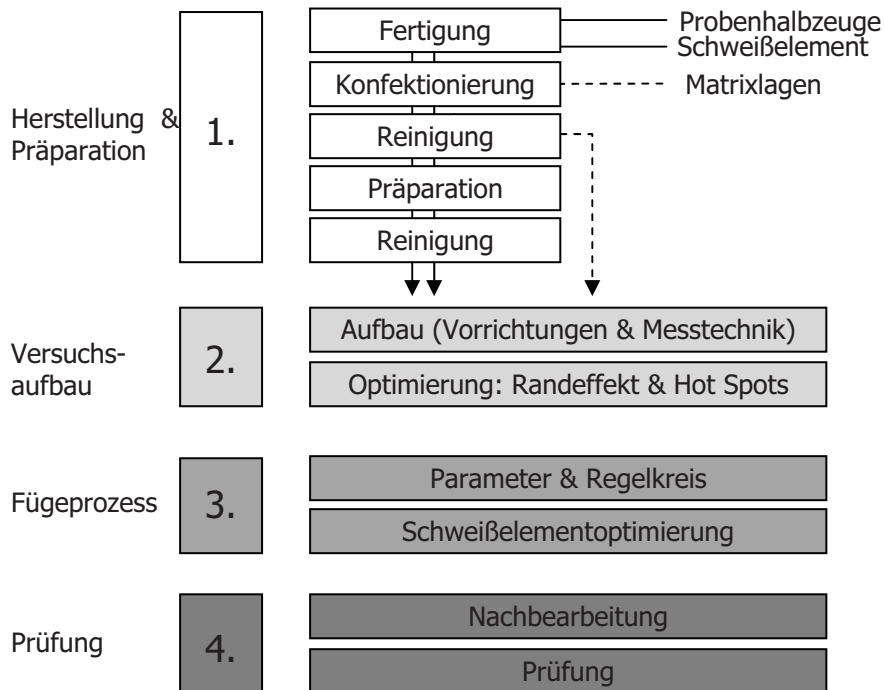 Fertigung
Probenhalbzeuge
Schweißelement
Konfektionierung
Matrixlagen
Herstellung &
Präparation
1.
Reinigung
Präparation
Reinigung
Versuchs-
aufbau
2.
Aufbau (Vorrichtungen & Messtechnik)
Optimierung: Randeffekt & Hot Spots
Fügeprozess
3.
Parameter & Regelkreis
Schweißelementoptimierung
Prüfung
4.
Nachbearbeitung
Prüfung